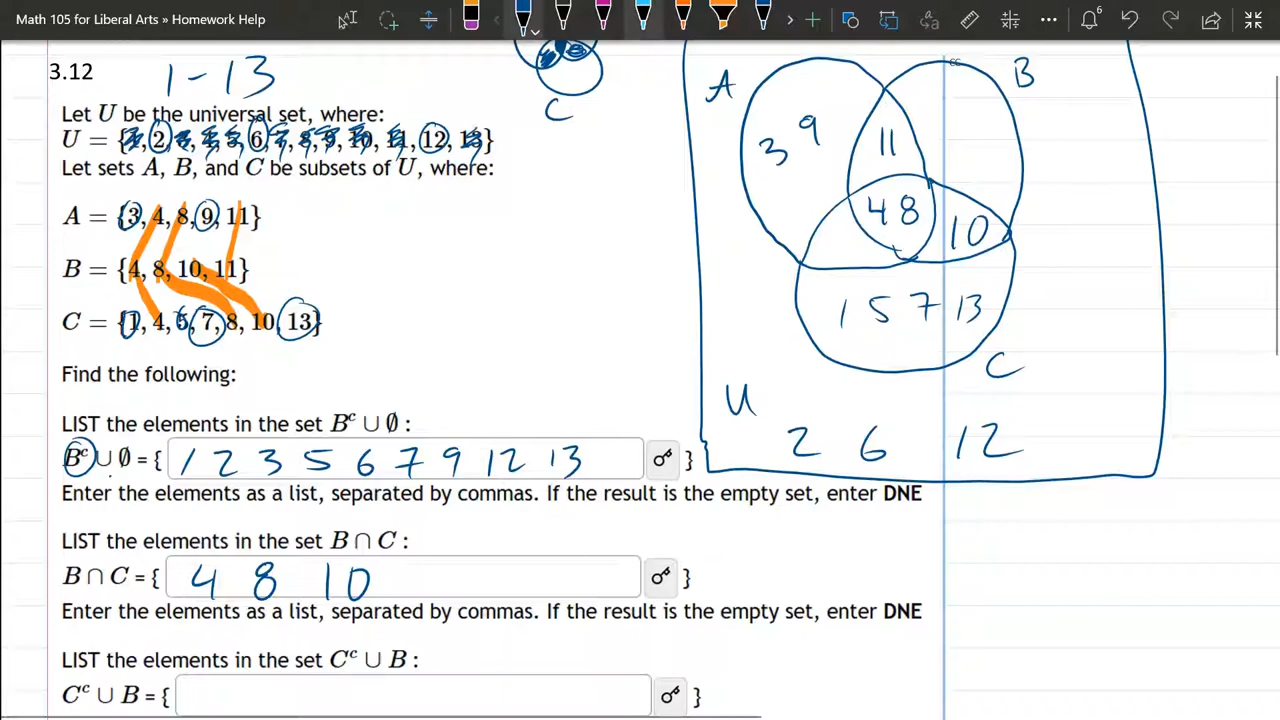 Math 105 for Liberal Arts » Homework Help
6
3.12
1-13
Let U be the universal set, where:
U = {1, 2, 3, 4, 5, 6, 7, 8, 9, 10, 11, 12, 13}
Let sets A, B, and C be subsets of U, where:
A = {3, 4, 8, 9, 11}
B = {4, 8, 10, 11}
C = {1, 4, 5, 7, 8, 10, 13}
Find the following:
LIST the elements in the set Bᶜ ∪ ∅ :
Bᶜ ∪ ∅ = { 1 2 3 5 6 7 9 12 13 }
Enter the elements as a list, separated by commas. If the result is the empty set, enter DNE
LIST the elements in the set B ∩ C :
B ∩ C = { 4 8 10 }
Enter the elements as a list, separated by commas. If the result is the empty set, enter DNE
LIST the elements in the set Cᶜ ∪ B :
Cᶜ ∪ B = { }
C
A
B
3 9 11
4 8 10
1 5 7 13
C
U
2 6 12